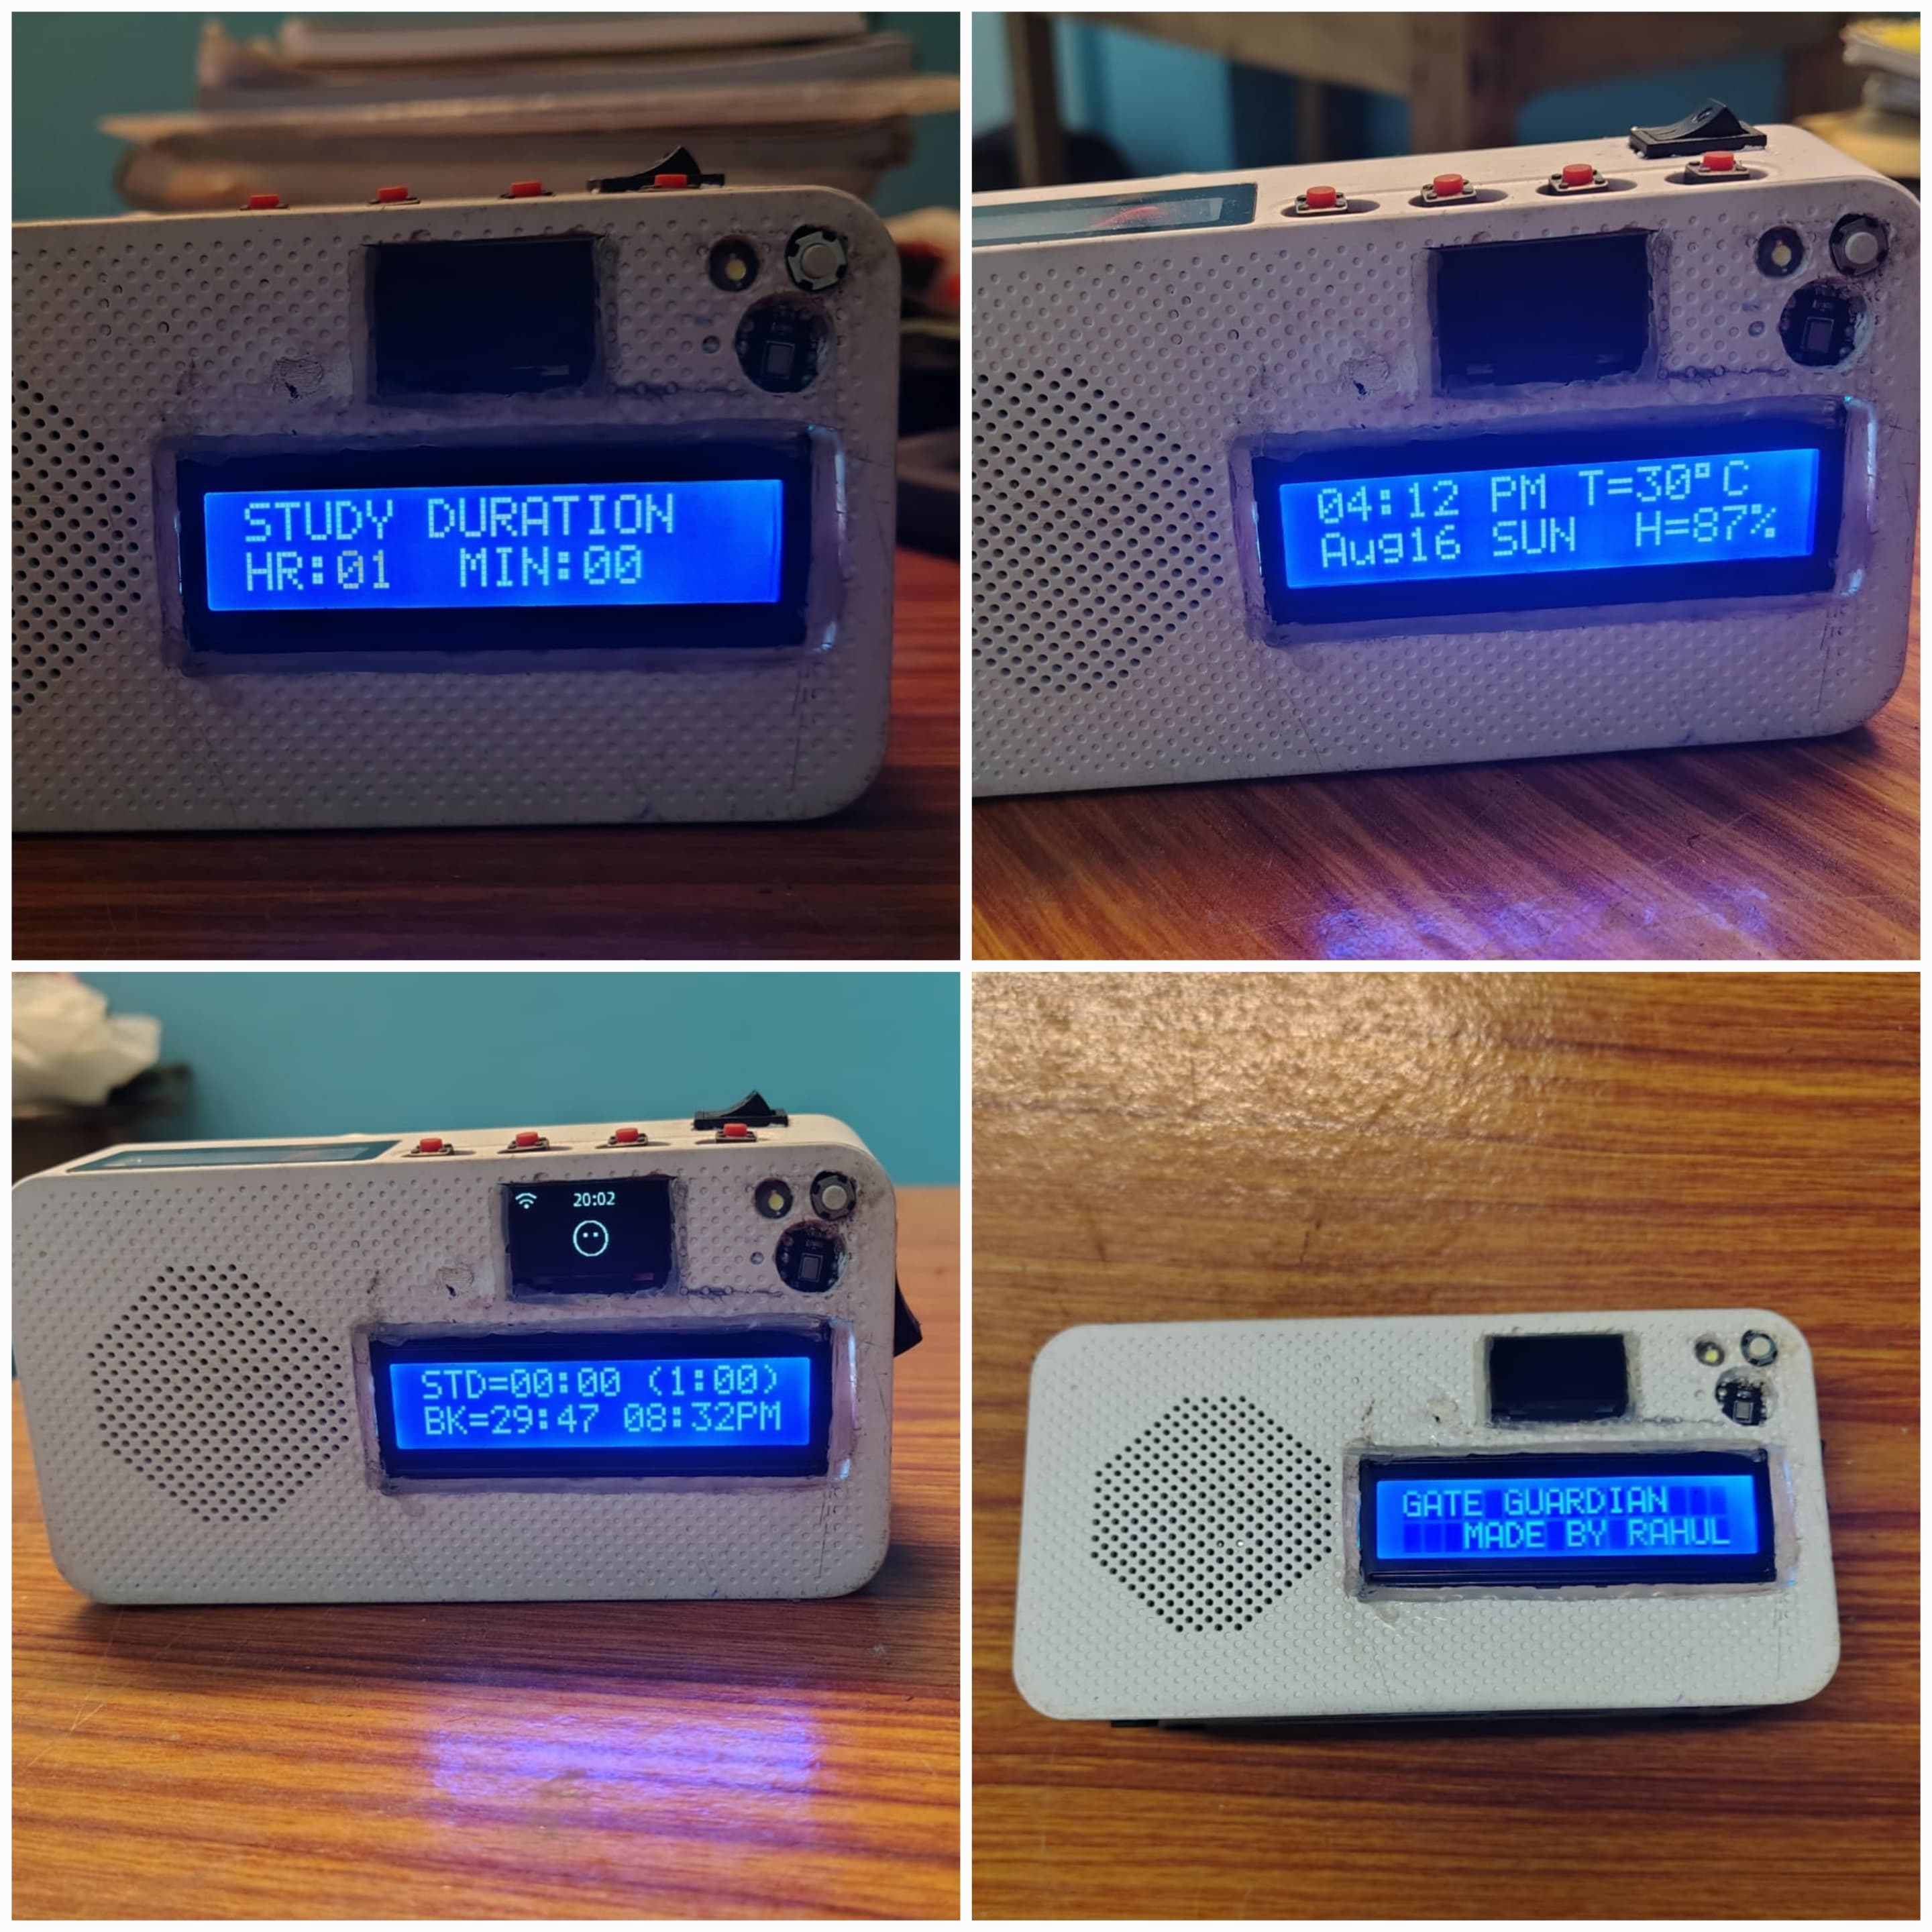 STUDY DURATION
HR:01 MIN:00
04:12 PM T=30°C
Aug16 SUN H=87%
20:02
STD=00:00 (1:00)
BK=29:47 08:32PM
GATE GUARDIAN
MADE BY RAHUL